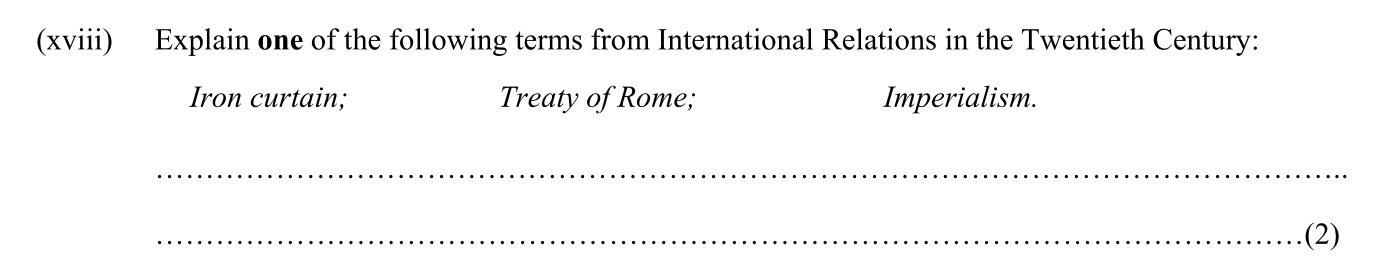 (xviii) Explain one of the following terms from International Relations in the Twentieth Century:
Iron curtain; Treaty of Rome; Imperialism.
……………………………………………………………………………………………………..
……………………………………………………………………………………………………(2)